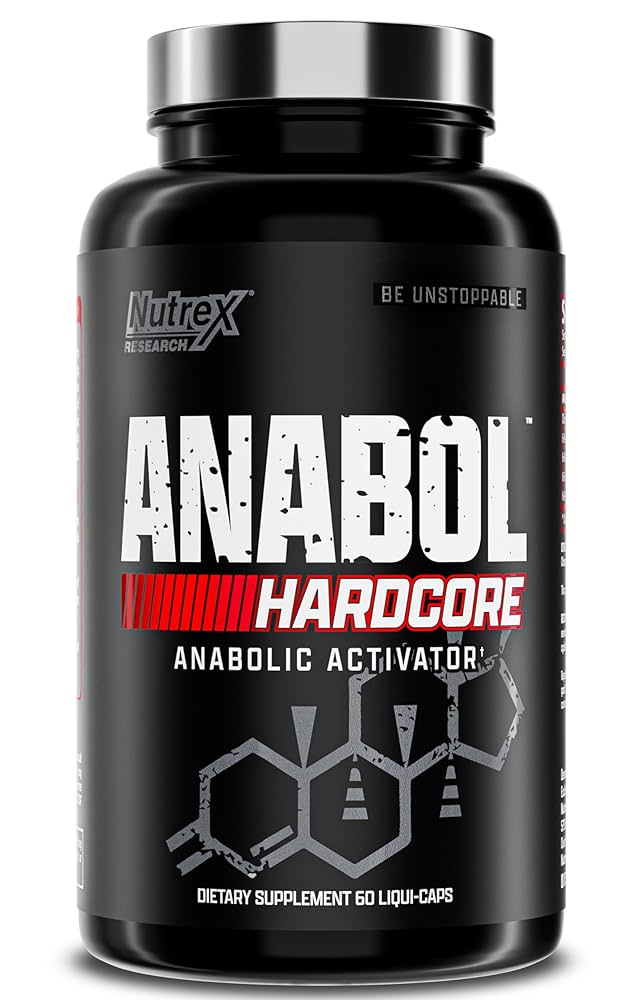 Nutrex®
RESEARCH
BE UNSTOPPABLE
ANABOL™
HARDCORE
ANABOLIC ACTIVATOR†
DIETARY SUPPLEMENT 60 LIQUI-CAPS